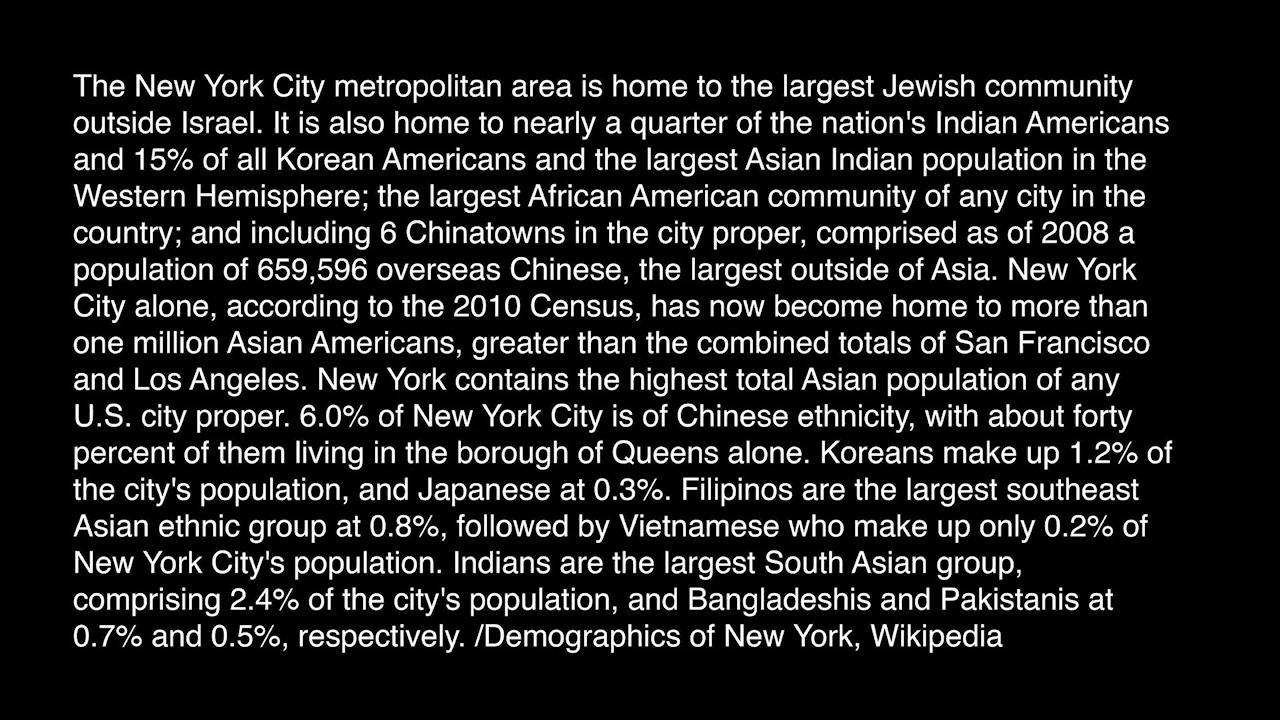 The New York City metropolitan area is home to the largest Jewish community
outside Israel. It is also home to nearly a quarter of the nation's Indian Americans
and 15% of all Korean Americans and the largest Asian Indian population in the
Western Hemisphere; the largest African American community of any city in the
country; and including 6 Chinatowns in the city proper, comprised as of 2008 a
population of 659,596 overseas Chinese, the largest outside of Asia. New York
City alone, according to the 2010 Census, has now become home to more than
one million Asian Americans, greater than the combined totals of San Francisco
and Los Angeles. New York contains the highest total Asian population of any
U.S. city proper. 6.0% of New York City is of Chinese ethnicity, with about forty
percent of them living in the borough of Queens alone. Koreans make up 1.2% of
the city's population, and Japanese at 0.3%. Filipinos are the largest southeast
Asian ethnic group at 0.8%, followed by Vietnamese who make up only 0.2% of
New York City's population. Indians are the largest South Asian group,
comprising 2.4% of the city's population, and Bangladeshis and Pakistanis at
0.7% and 0.5%, respectively. /Demographics of New York, Wikipedia